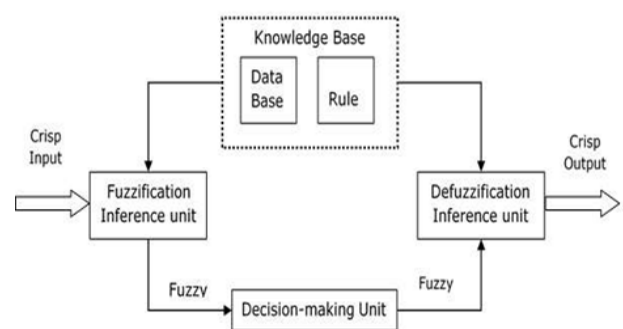 Knowledge Base
Data
Base
Rule
Crisp
Input
Crisp
Output
Fuzzification
Inference unit
Defuzzification
Inference unit
Fuzzy
Fuzzy
Decision-making Unit